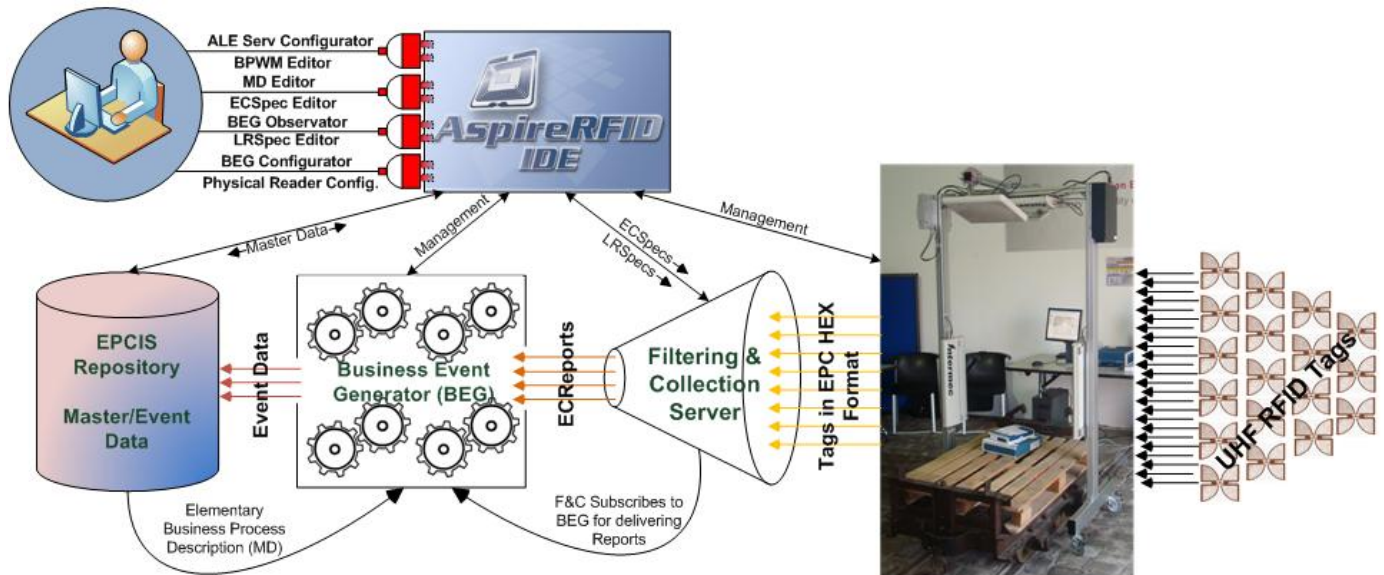 ALE Serv Configurator
BPWM Editor
MD Editor
ECSpec Editor
BEG Observator
LRSpec Editor
BEG Configurator
Physical Reader Config.
AspireRFID
IDE
Master Data
Management
ECSpecs
LRSpecs
Management
EPCIS
Repository
Master/Event
Data
Event Data
Business Event
Generator (BEG)
ECReports
Filtering &
Collection
Server
Tags in EPC HEX
Format
Intermec
UHF RFID Tags
Elementary
Business Process
Description (MD)
F&C Subscribes to
BEG for delivering
Reports